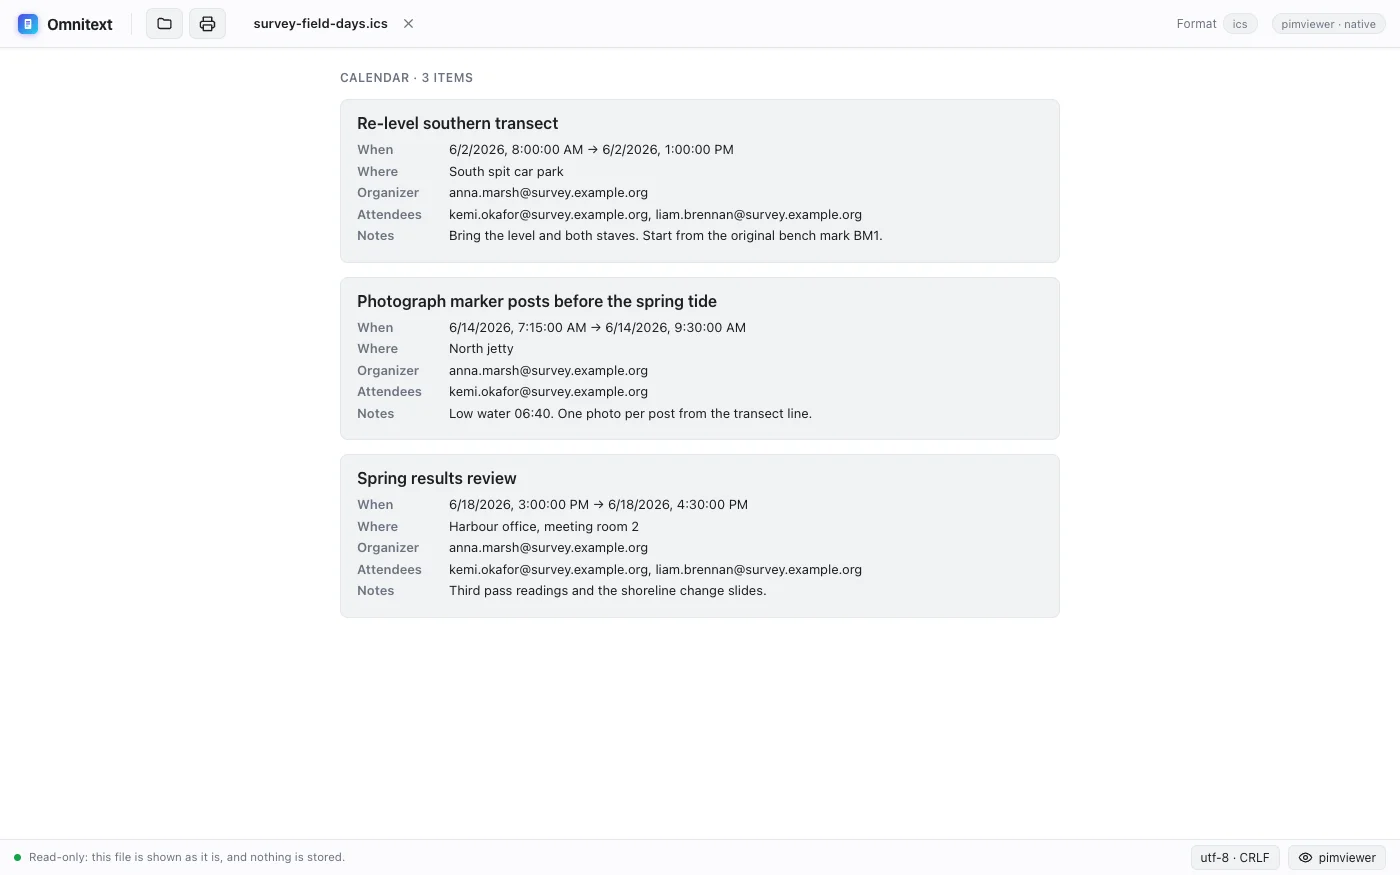 Omnitext
survey-field-days.ics
Format ics pimviewer · native
CALENDAR · 3 ITEMS
Re-level southern transect
When 6/2/2026, 8:00:00 AM → 6/2/2026, 1:00:00 PM
Where South spit car park
Organizer anna.marsh@survey.example.org
Attendees kemi.okafor@survey.example.org, liam.brennan@survey.example.org
Notes Bring the level and both staves. Start from the original bench mark BM1.
Photograph marker posts before the spring tide
When 6/14/2026, 7:15:00 AM → 6/14/2026, 9:30:00 AM
Where North jetty
Organizer anna.marsh@survey.example.org
Attendees kemi.okafor@survey.example.org
Notes Low water 06:40. One photo per post from the transect line.
Spring results review
When 6/18/2026, 3:00:00 PM → 6/18/2026, 4:30:00 PM
Where Harbour office, meeting room 2
Organizer anna.marsh@survey.example.org
Attendees kemi.okafor@survey.example.org, liam.brennan@survey.example.org
Notes Third pass readings and the shoreline change slides.
Read-only: this file is shown as it is, and nothing is stored.
utf-8 · CRLF pimviewer